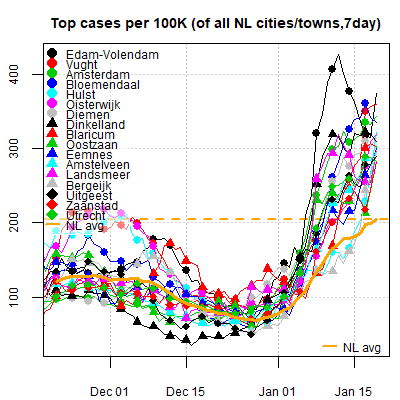 Top cases per 100K (of all NL cities/towns,7day)
400
300
200
100
Edam-Volendam
Vught
Amsterdam
Bloemendaal
Hulst
Oisterwijk
Diemen
Dinkelland
Blaricum
Oostzaan
Eemnes
Amstelveen
Landsmeer
Bergeijk
Uitgeest
Zaanstad
Utrecht
NL avg
NL avg
Dec 01
Dec 15
Jan 01
Jan 15